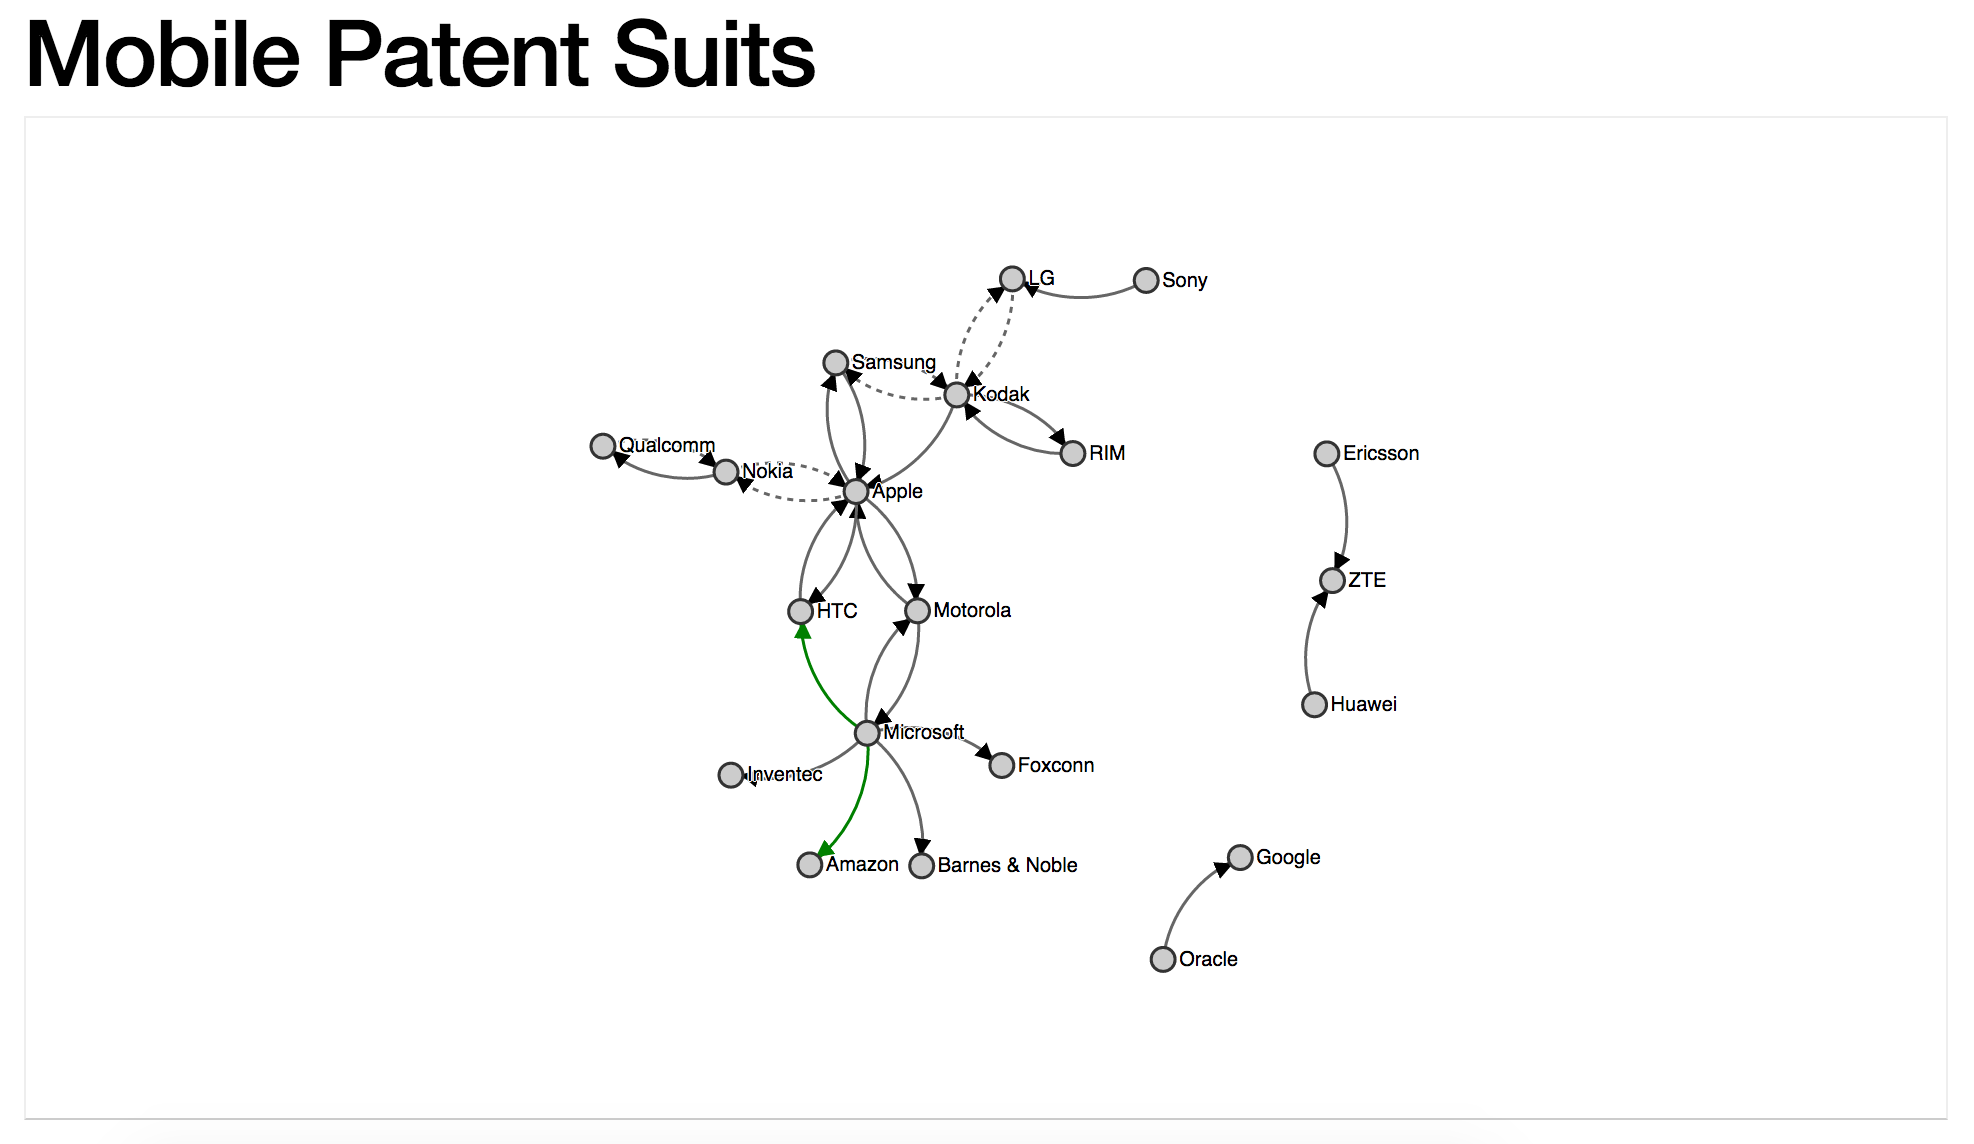 Mobile Patent Suits
LG
Sony
Samsung
Kodak
Qualcomm
Nokia
RIM
Ericsson
Apple
ZTE
HTC
Motorola
Huawei
Microsoft
Foxconn
Inventec
Google
Amazon
Barnes & Noble
Oracle